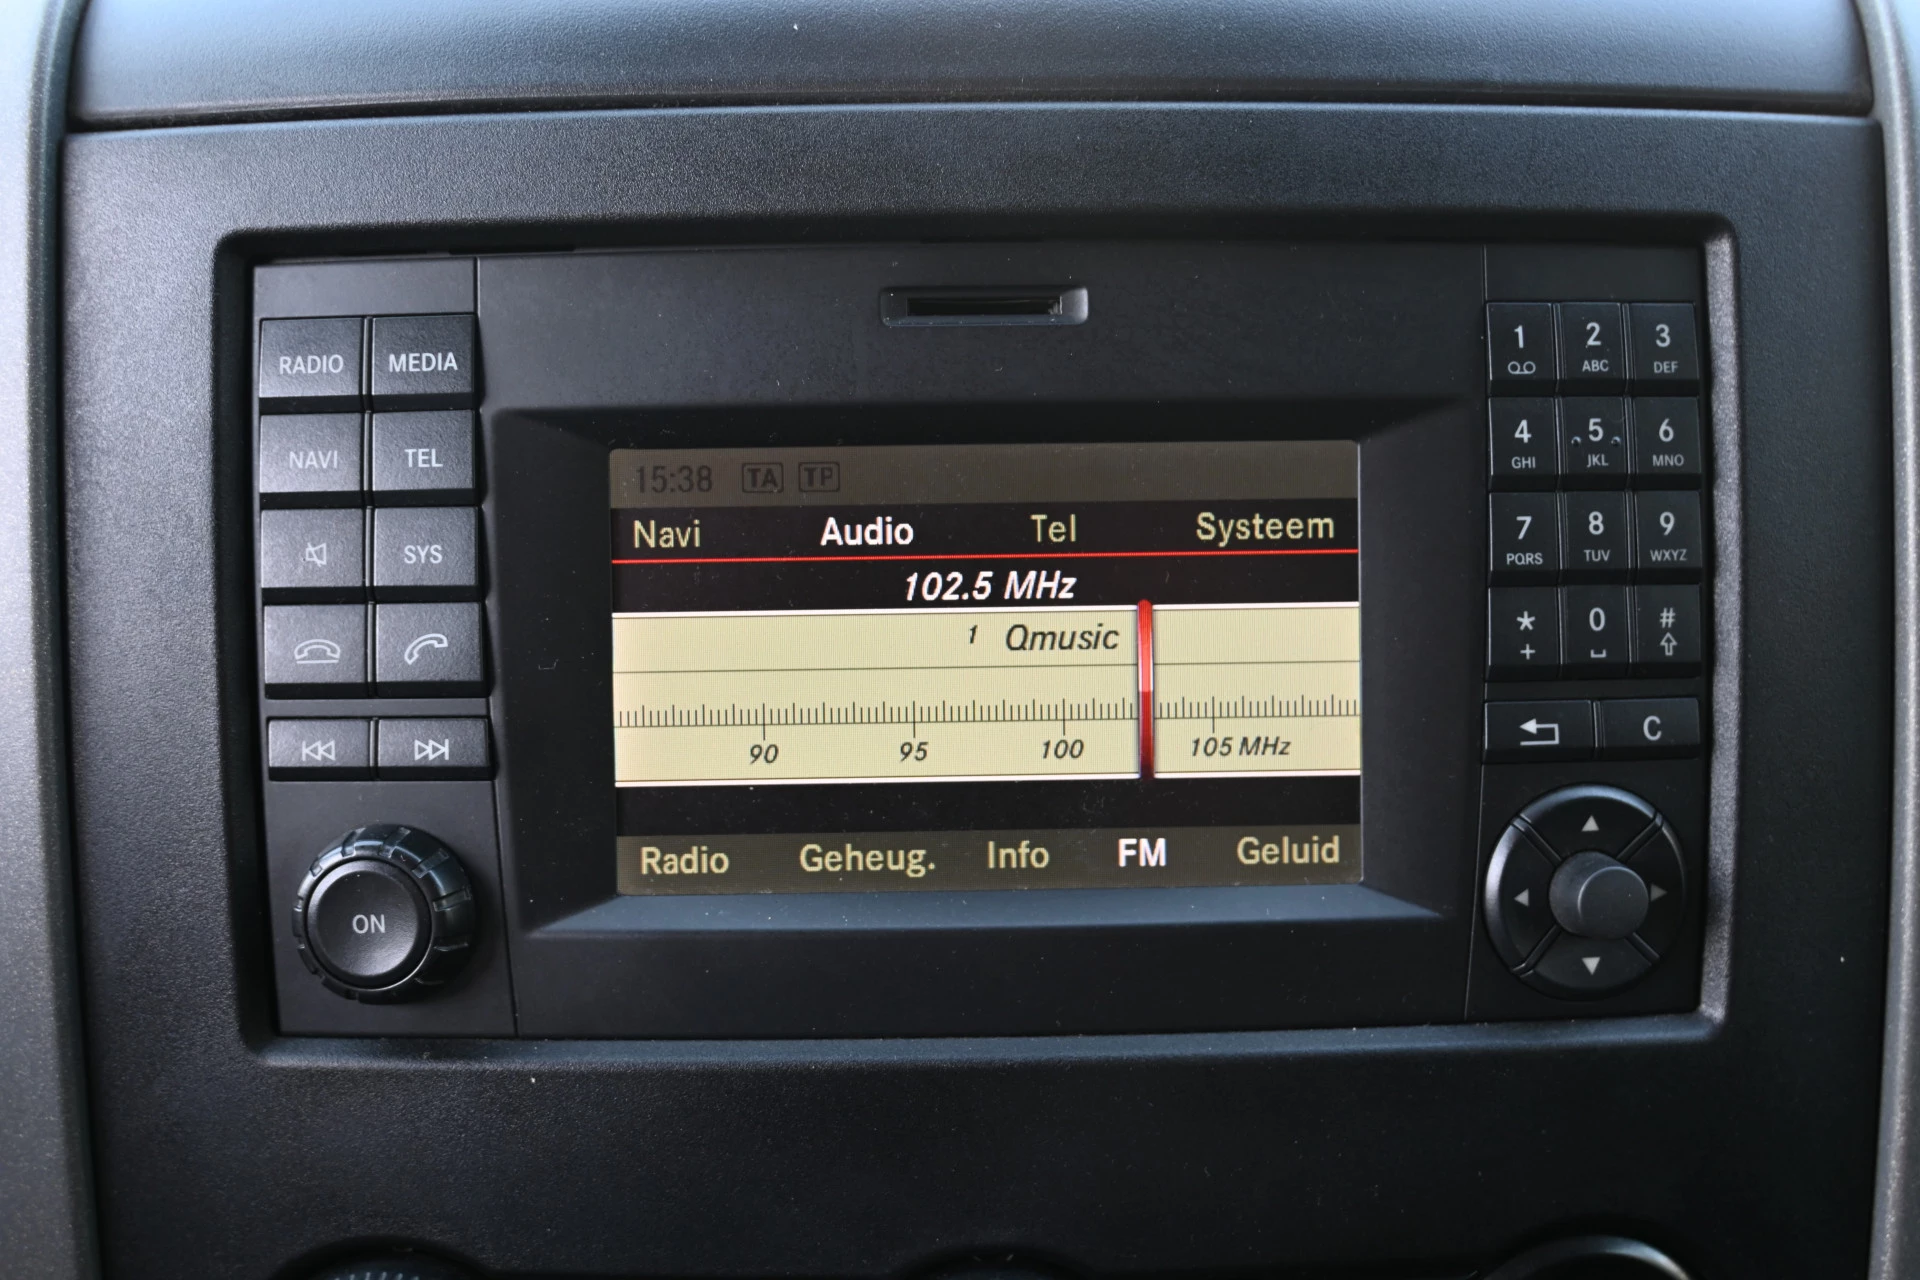 RADIO MEDIA
NAVI TEL
SYS
ON
15:38 TA TP
Navi Audio Tel Systeem
102.5 MHz
1 Qmusic
90 95 100 105 MHz
Radio Geheug. Info FM Geluid
1 2 3
ABC DEF
4 5 6
GHI JKL MNO
7 8 9
PQRS TUV WXYZ
* 0 #
+
C